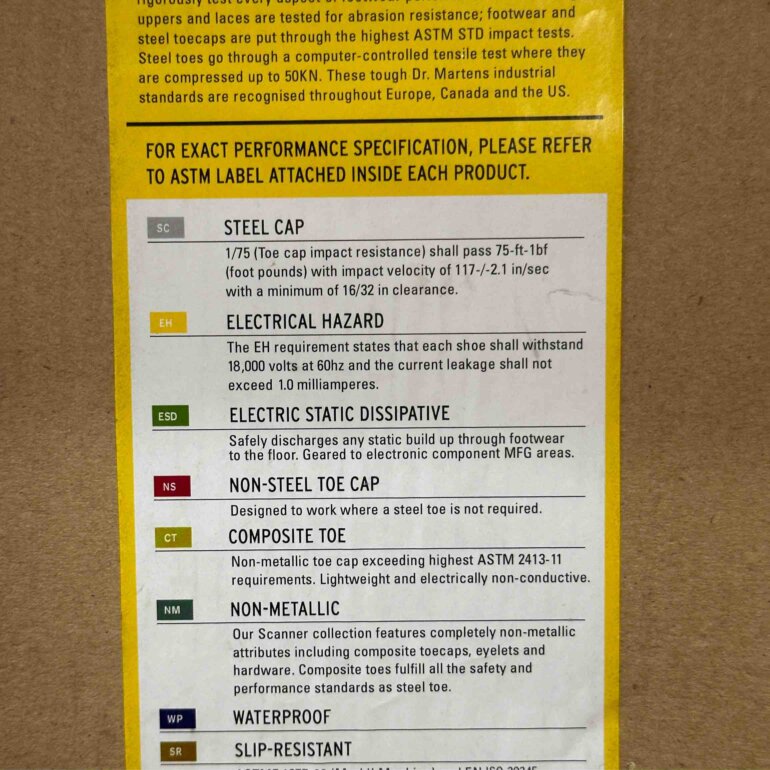 uppers and laces are tested for abrasion resistance; footwear and
steel toecaps are put through the highest ASTM STD impact tests.
Steel toes go through a computer-controlled tensile test where they
are compressed up to 50KN. These tough Dr. Martens industrial
standards are recognised throughout Europe, Canada and the US.
FOR EXACT PERFORMANCE SPECIFICATION, PLEASE REFER
TO ASTM LABEL ATTACHED INSIDE EACH PRODUCT.
SC STEEL CAP
1/75 (Toe cap impact resistance) shall pass 75-ft-1bf
(foot pounds) with impact velocity of 117-/-2.1 in/sec
with a minimum of 16/32 in clearance.
EH ELECTRICAL HAZARD
The EH requirement states that each shoe shall withstand
18,000 volts at 60hz and the current leakage shall not
exceed 1.0 milliamperes.
ESD ELECTRIC STATIC DISSIPATIVE
Safely discharges any static build up through footwear
to the floor. Geared to electronic component MFG areas.
NS NON-STEEL TOE CAP
Designed to work where a steel toe is not required.
CT COMPOSITE TOE
Non-metallic toe cap exceeding highest ASTM 2413-11
requirements. Lightweight and electrically non-conductive.
NM NON-METALLIC
Our Scanner collection features completely non-metallic
attributes including composite toecaps, eyelets and
hardware. Composite toes fulfill all the safety and
performance standards as steel toe.
WP WATERPROOF
SR SLIP-RESISTANT